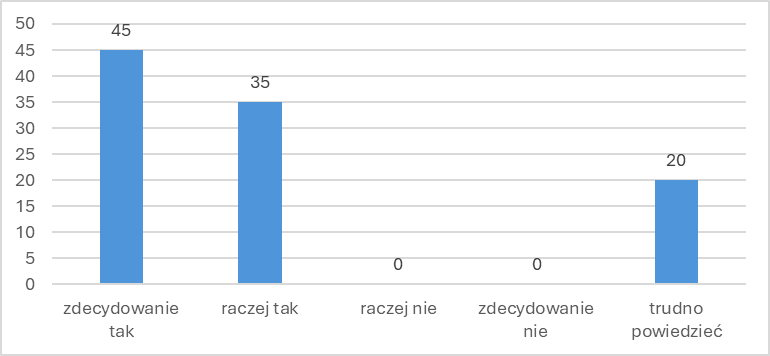 50
45
40
35
30
25
20
15
10
5
0
45
35
0
0
20
zdecydowanie
tak
raczej tak
raczej nie
zdecydowanie
nie
trudno
powiedzieć